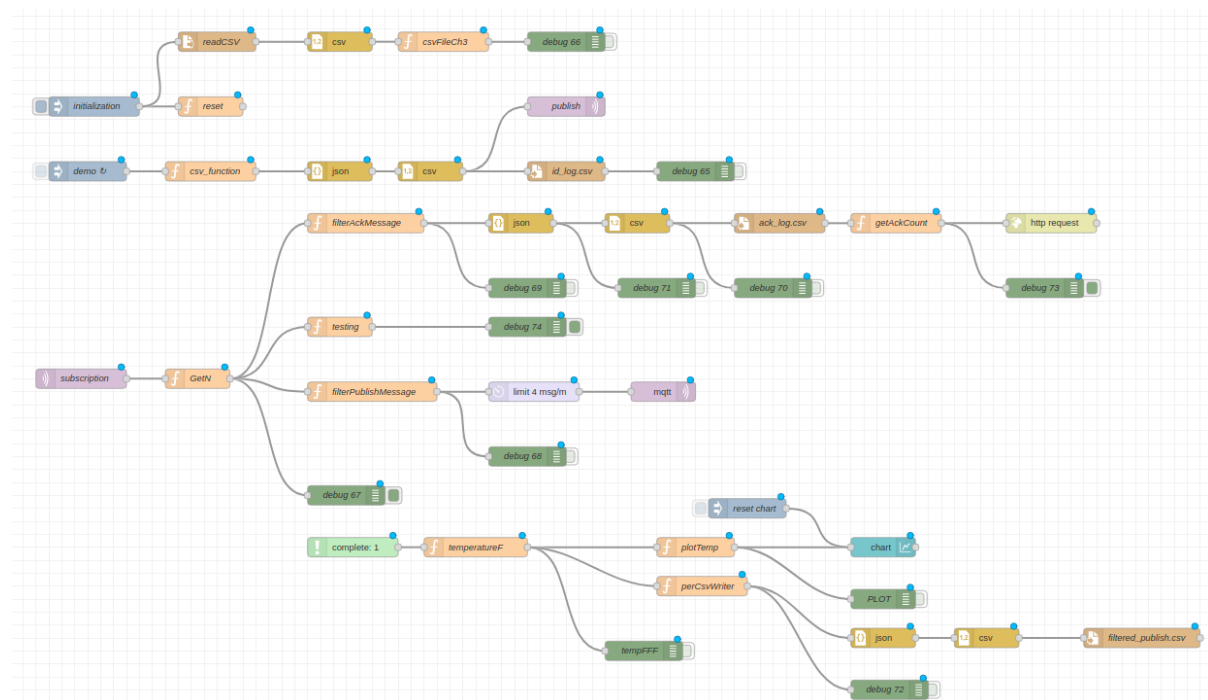 readCSV csv csvFileCh3 debug 66
initialization reset publish
demo ↻ csv_function json csv id_log.csv debug 65
filterAckMessage json csv ack_log.csv getAckCount http request
debug 69 debug 71 debug 70 debug 73
testing debug 74
subscription GetN filterPublishMessage limit 4 msg/m mqtt
debug 68
debug 67
reset chart
complete: 1 temperatureF plotTemp chart
perCsvWriter
PLOT
json csv filtered_publish.csv
tempFFF
debug 72